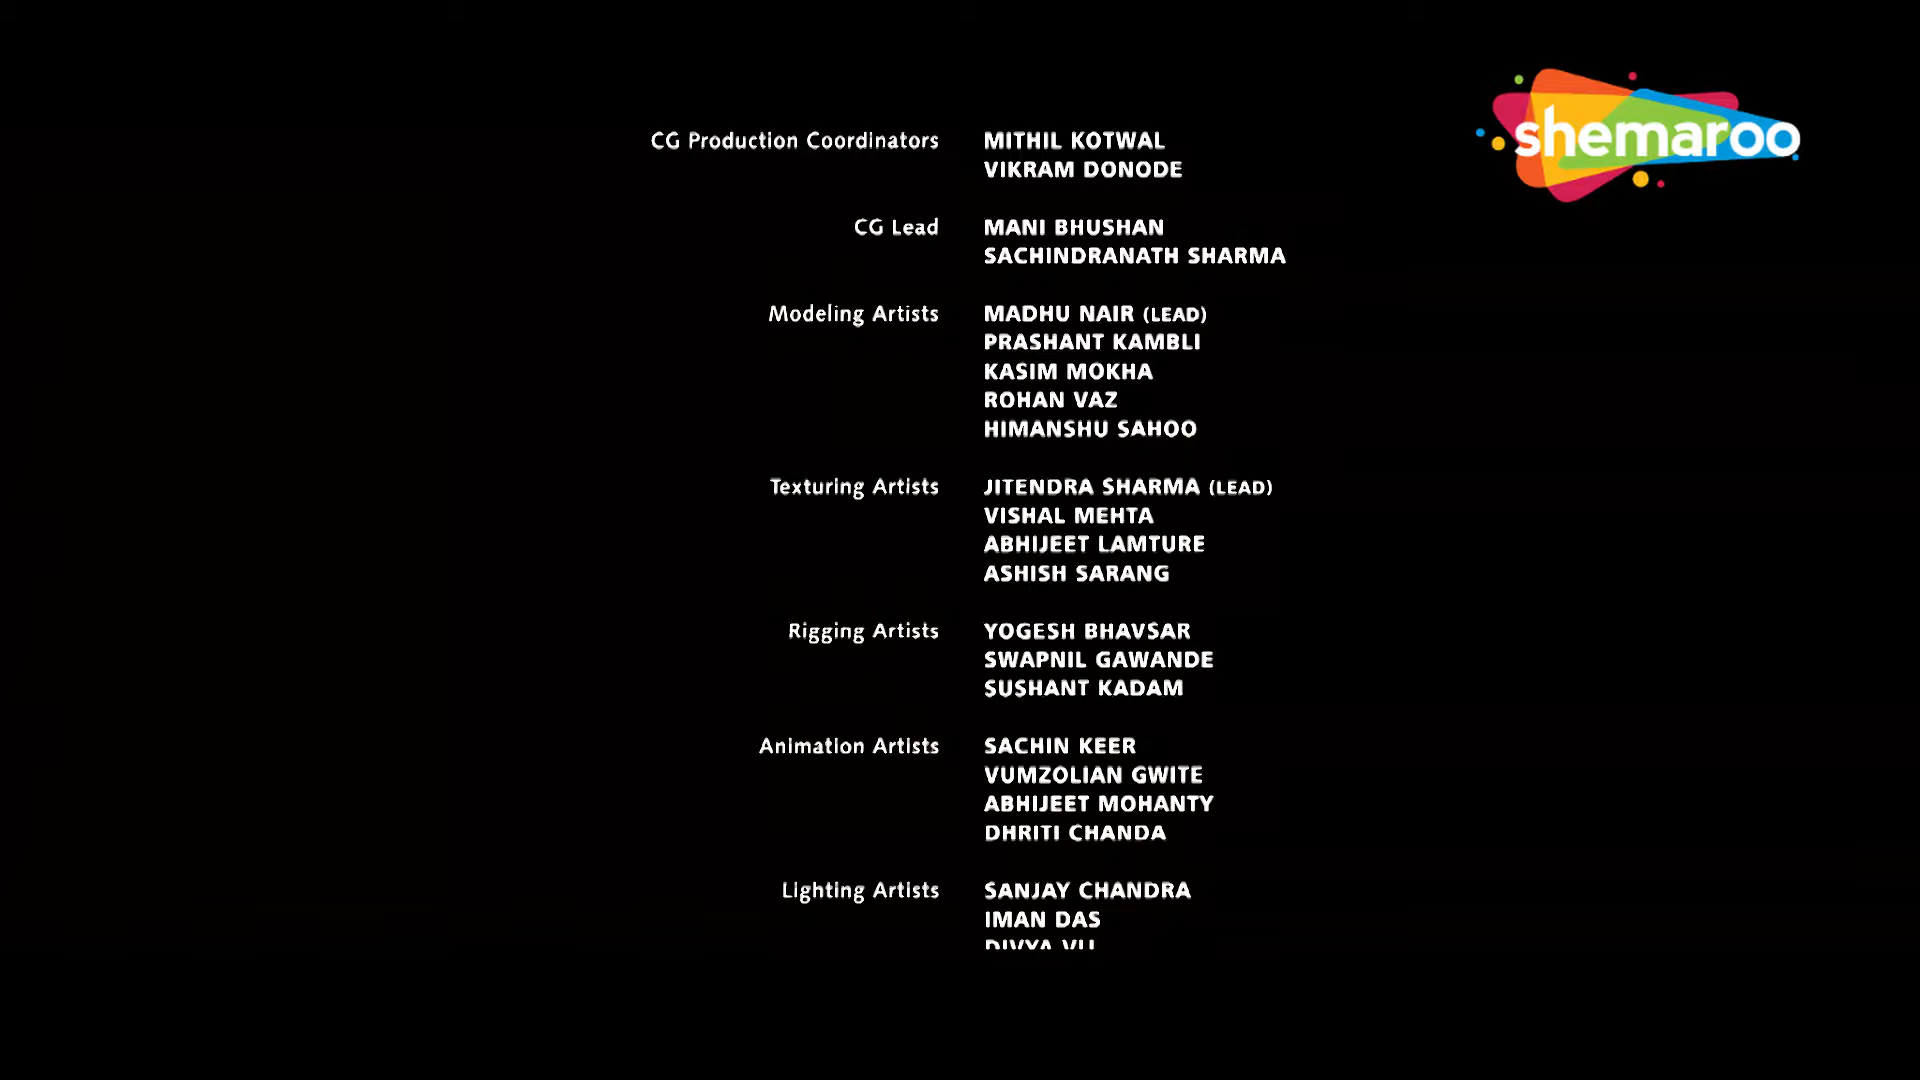 CG Production Coordinators MITHIL KOTWAL
VIKRAM DONODE
CG Lead MANI BHUSHAN
SACHINDRANATH SHARMA
Modeling Artists MADHU NAIR (LEAD)
PRASHANT KAMBLI
KASIM MOKHA
ROHAN VAZ
HIMANSHU SAHOO
Texturing Artists JITENDRA SHARMA (LEAD)
VISHAL MEHTA
ABHIJEET LAMTURE
ASHISH SARANG
Rigging Artists YOGESH BHAVSAR
SWAPNIL GAWANDE
SUSHANT KADAM
Animation Artists SACHIN KEER
VUMZOLIAN GWITE
ABHIJEET MOHANTY
DHRITI CHANDA
Lighting Artists SANJAY CHANDRA
IMAN DAS
DIVYA
shemaroo